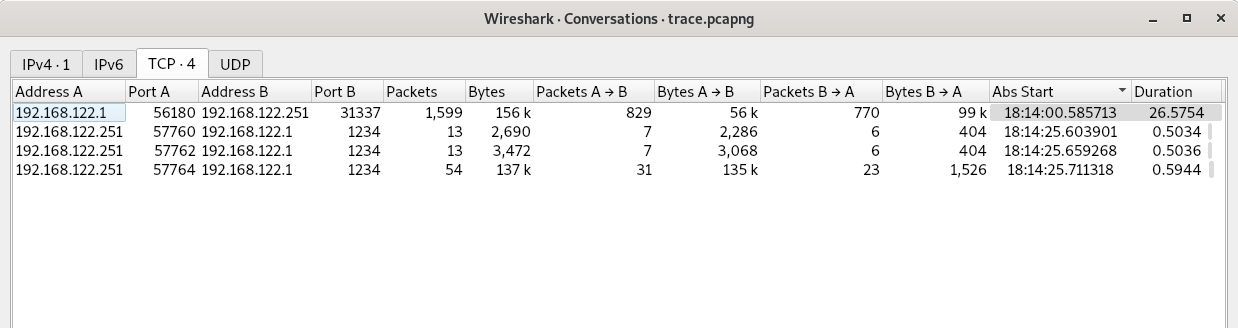 Wireshark · Conversations · trace.pcapng
IPv4 · 1 IPv6 TCP · 4 UDP
Address A Port A Address B Port B Packets Bytes Packets A → B Bytes A → B Packets B → A Bytes B → A Abs Start Duration
192.168.122.1 56180 192.168.122.251 31337 1,599 156 k 829 56 k 770 99 k 18:14:00.585713 26.5754
192.168.122.251 57760 192.168.122.1 1234 13 2,690 7 2,286 6 404 18:14:25.603901 0.5034
192.168.122.251 57762 192.168.122.1 1234 13 3,472 7 3,068 6 404 18:14:25.659268 0.5036
192.168.122.251 57764 192.168.122.1 1234 54 137 k 31 135 k 23 1,526 18:14:25.711318 0.5944